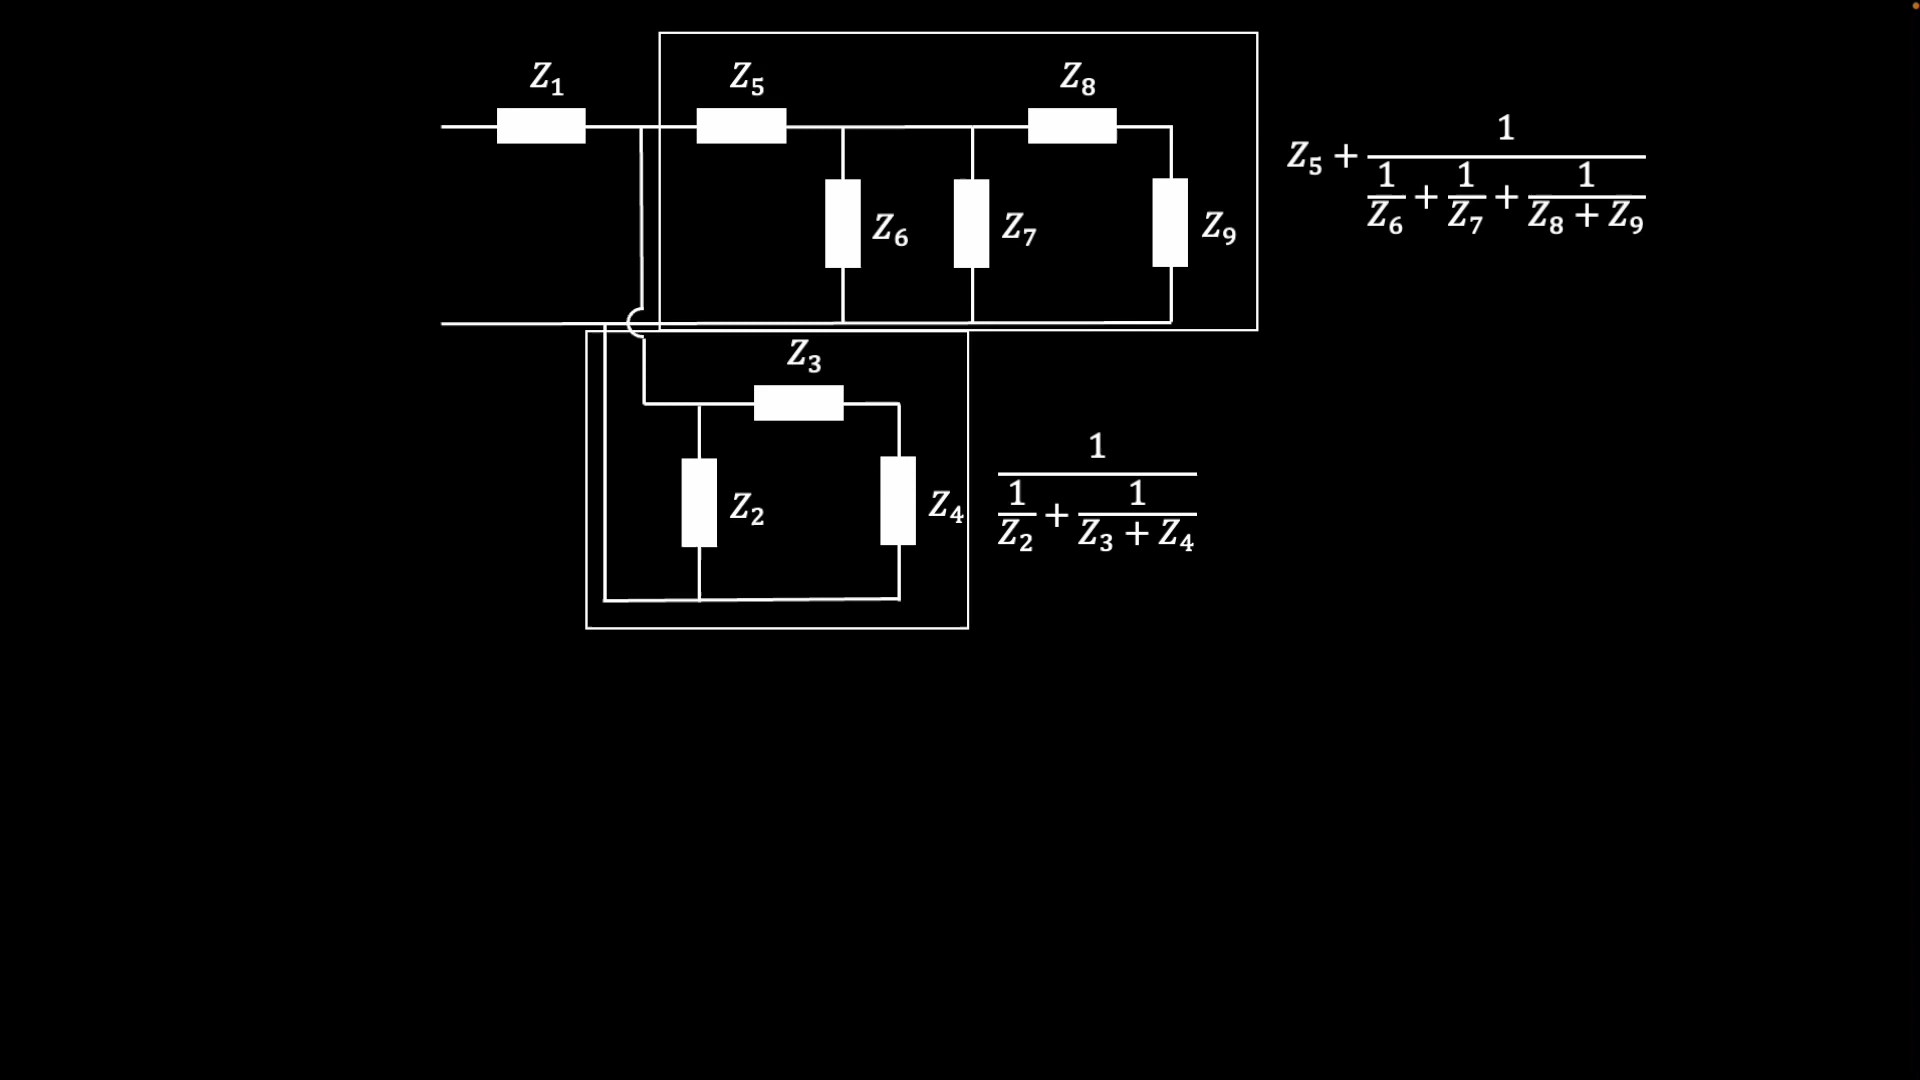 Z₁
Z₅
Z₈
Z₆
Z₇
Z₉
Z₅ + 1 / (1/Z₆ + 1/Z₇ + 1/(Z₈ + Z₉))
Z₃
Z₂
Z₄
1 / (1/Z₂ + 1/(Z₃ + Z₄))